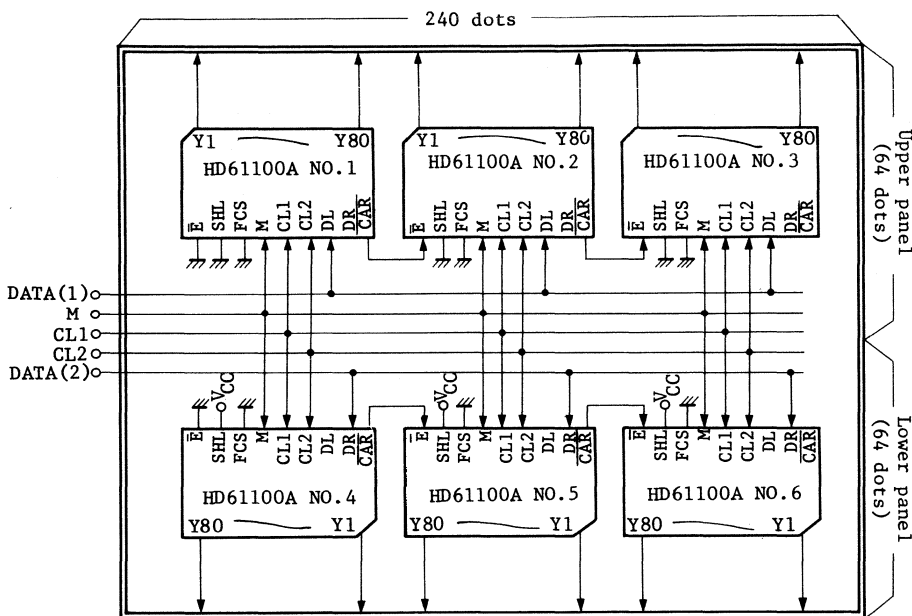 240 dots
Y1 Y80
HD61100A NO.1
E SHL FCS M CL1 CL2 DL DR CAR
Y1 Y80
HD61100A NO.2
E SHL FCS M CL1 CL2 DL DR CAR
Y80
HD61100A NO.3
E SHL FCS M CL1 CL2 DL DR CAR
Upper panel
(64 dots)
DATA(1)
M
CL1
CL2
DATA(2)
VCC
E SHL FCS M CL1 CL2 DL DR CAR
HD61100A NO.4
Y80 Y1
VCC
E SHL FCS M CL1 CL2 DL DR CAR
HD61100A NO.5
Y80 Y1
VCC
E SHL FCS M CL1 CL2 DL DR CAR
HD61100A NO.6
Y80 Y1
Lower panel
(64 dots)